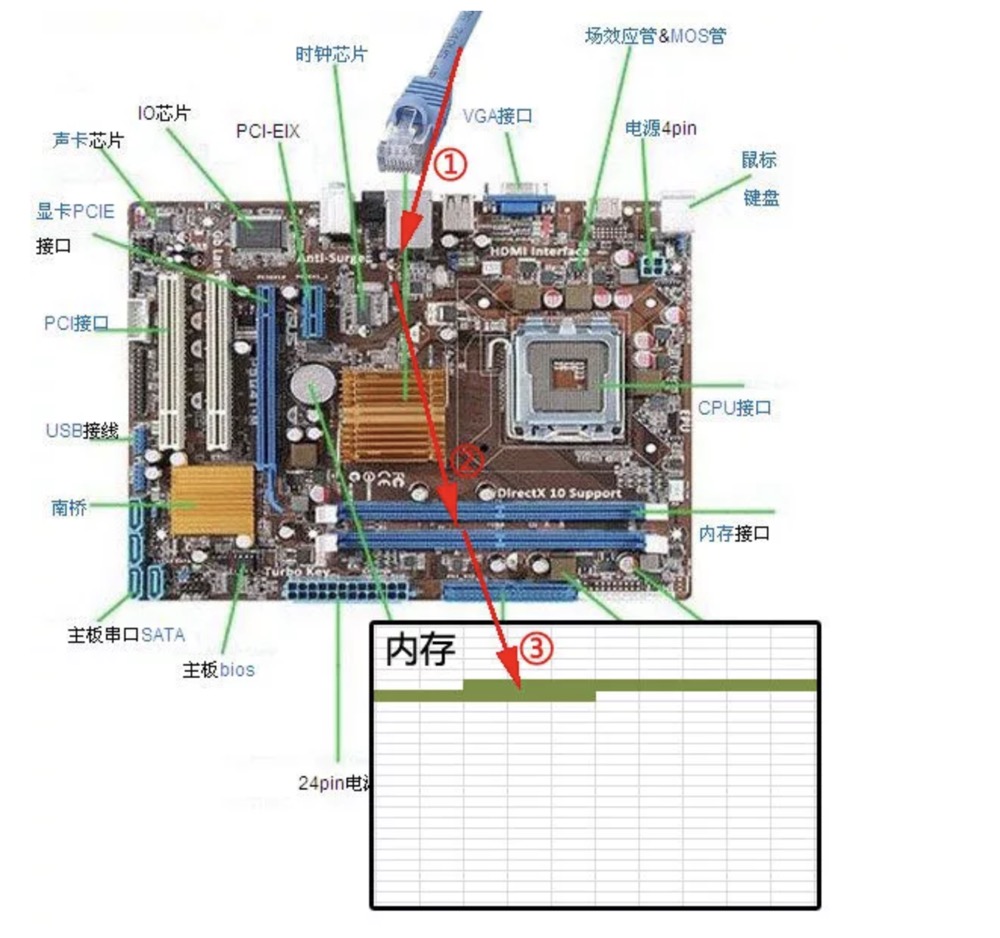 场效应管&MOS管
时钟芯片
IO芯片
VGA接口
PCI-EIX
电源4pin
声卡芯片
鼠标
①
键盘
显卡PCIE
接口
Gb Lan
Anti-Surge
HDMI Interface
PCI接口
CPU接口
USB接线
②
DirectX 10 Support
南桥
内存接口
Turbo Key
主板串口SATA
内存
③
主板bios
24pin电